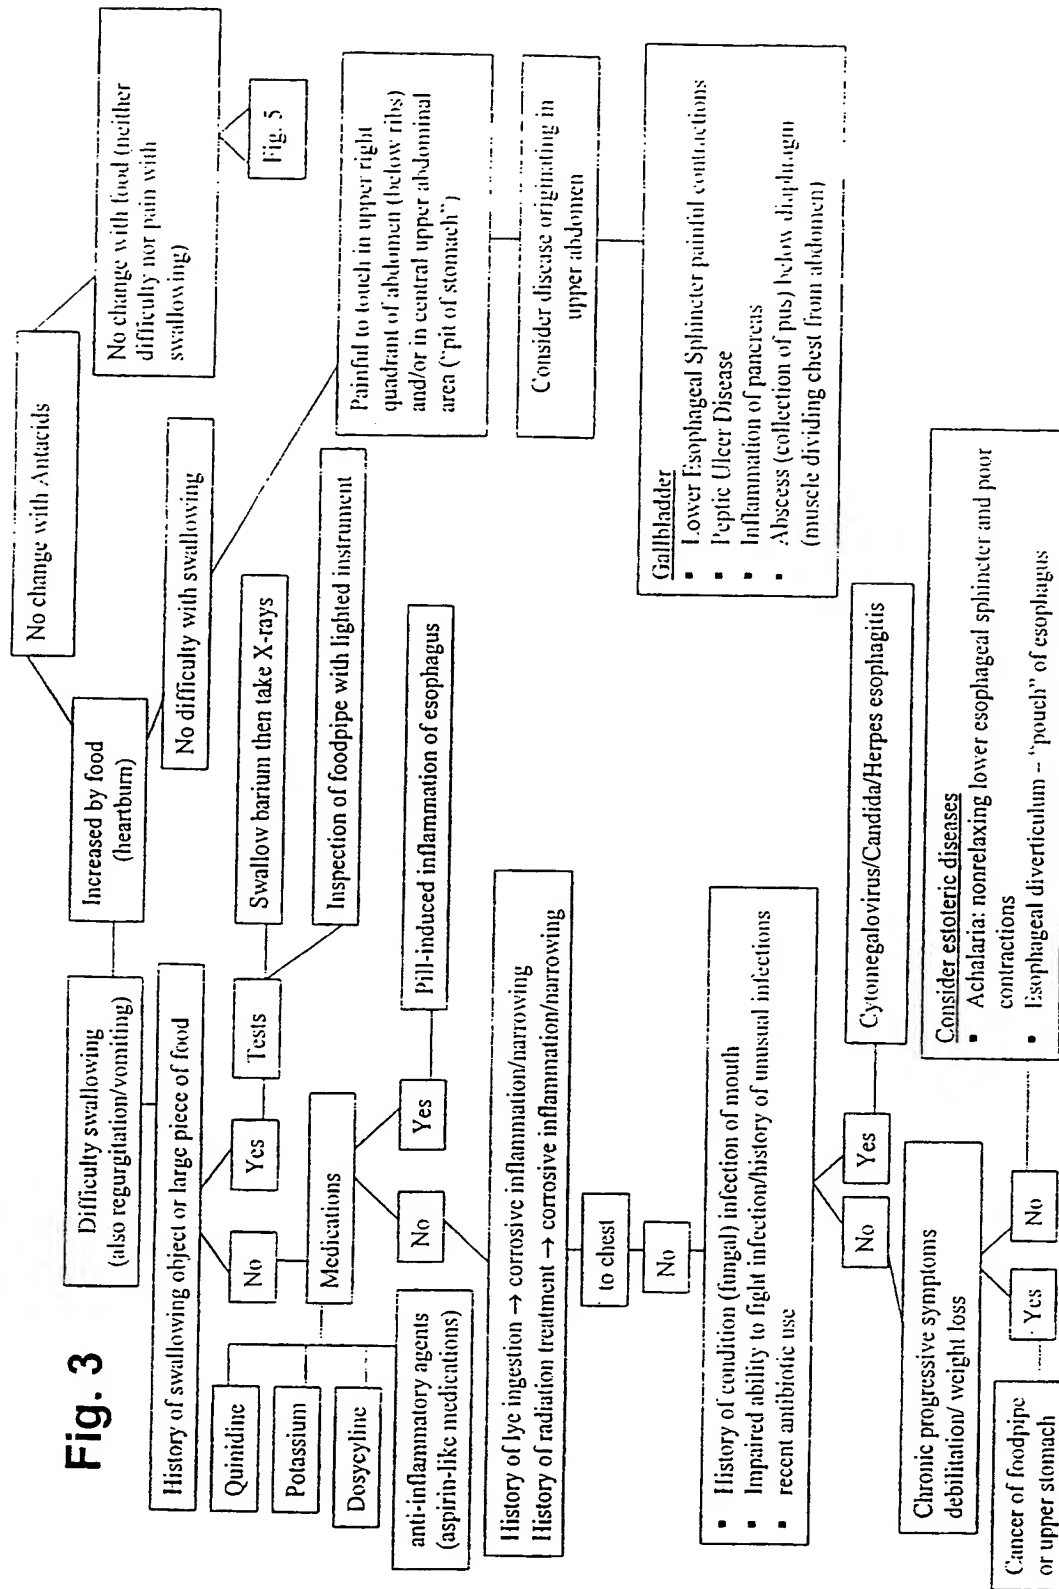 Fig. 3
No change with Antacids
Increased by food
(heartburn)
No change with food (neither
difficulty nor pain with
swallowing)
Fig. 5
Difficulty swallowing
(also regurgitation/vomiting)
No difficulty with swallowing
History of swallowing object or large piece of food
No
Yes
Tests
Swallow barium then take X-rays
Inspection of foodpipe with lighted instrument
Painful to touch in upper right
quadrant of abdomen (below ribs)
and/or in central upper abdominal
area ("pit of stomach")
Consider disease originating in
upper abdomen
Gallbladder
▪ Lower Esophageal Sphincter painful contractions
▪ Peptic Ulcer Disease
▪ Inflammation of pancreas
▪ Abscess (collection of pus) below diaphragm
(muscle dividing chest from abdomen)
Quinidine
Potassium
Dosycline
anti-inflammatory agents
(aspirin-like medications)
Medications
No
Yes
Pill-induced inflammation of esophagus
History of lye ingestion → corrosive inflammation/narrowing
History of radiation treatment → corrosive inflammation/narrowing
to chest
No
▪ History of condition (fungal) infection of mouth
▪ Impaired ability to fight infection/history of unusual infections
▪ recent antibiotic use
No
Yes
Cytomegalovirus/Candida/Herpes esophagitis
Chronic progressive symptoms
debilitation/ weight loss
Yes
No
Cancer of foodpipe
or upper stomach
Consider estoteric diseases
▪ Achalaria: nonrelaxing lower esophageal sphincter and poor
contractions
▪ Esophageal diverticulum – "pouch" of esophagus